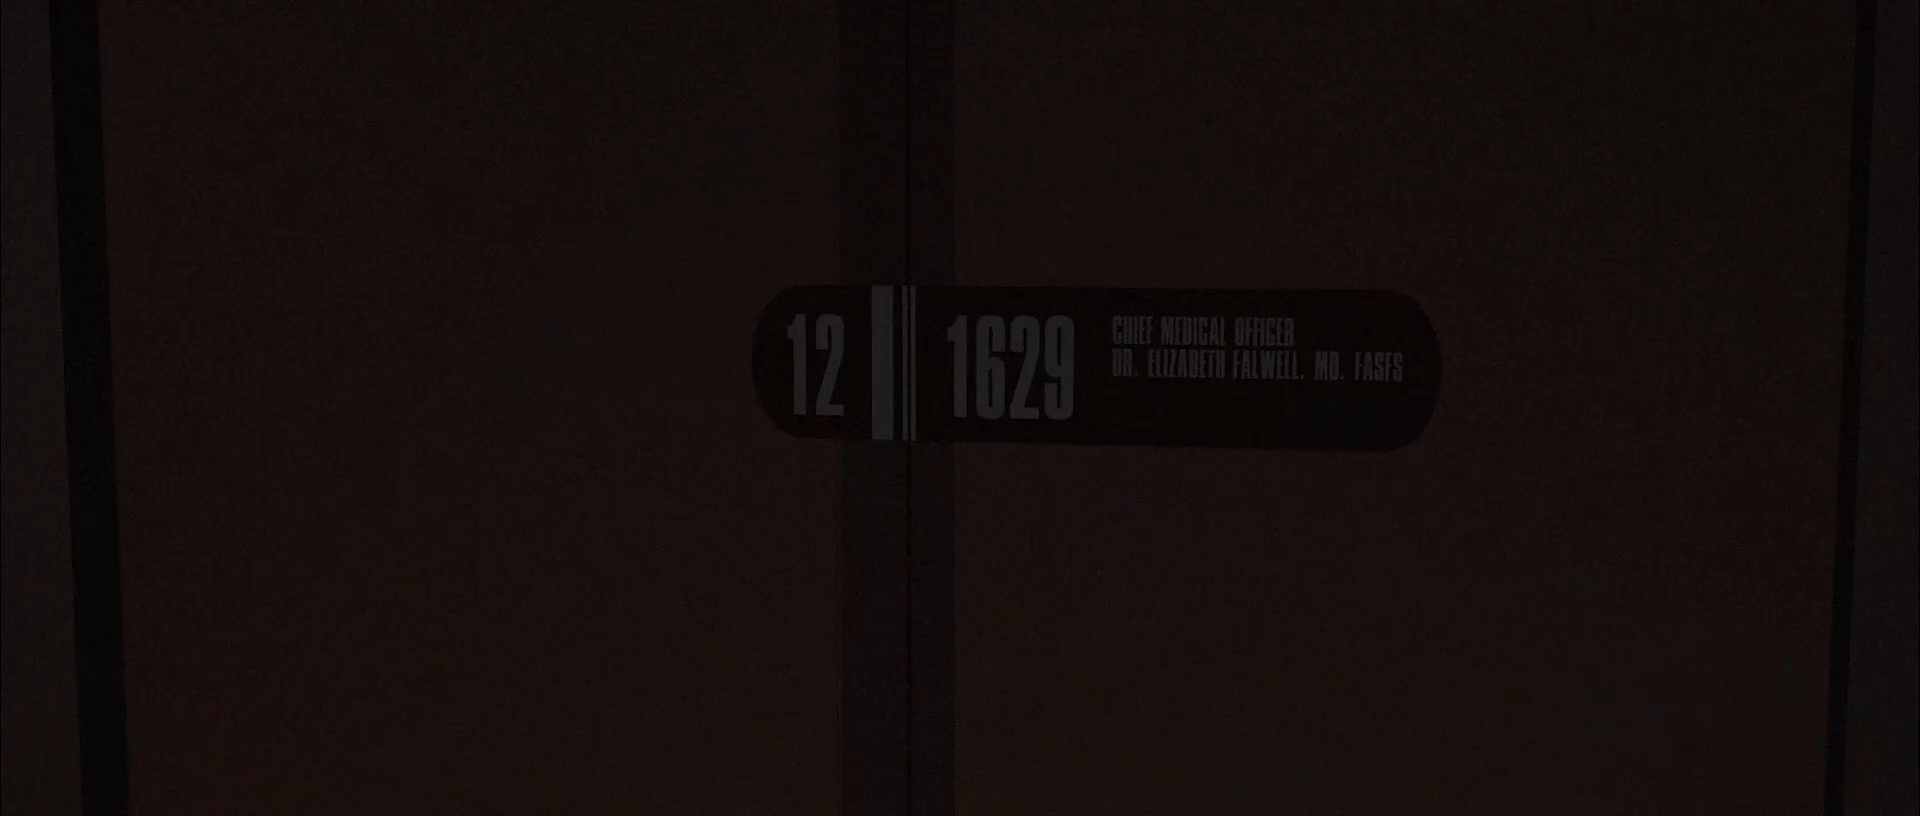 12 1629
CHIEF MEDICAL OFFICER
DR. ELIZABETH FALWELL. MD. FASFS